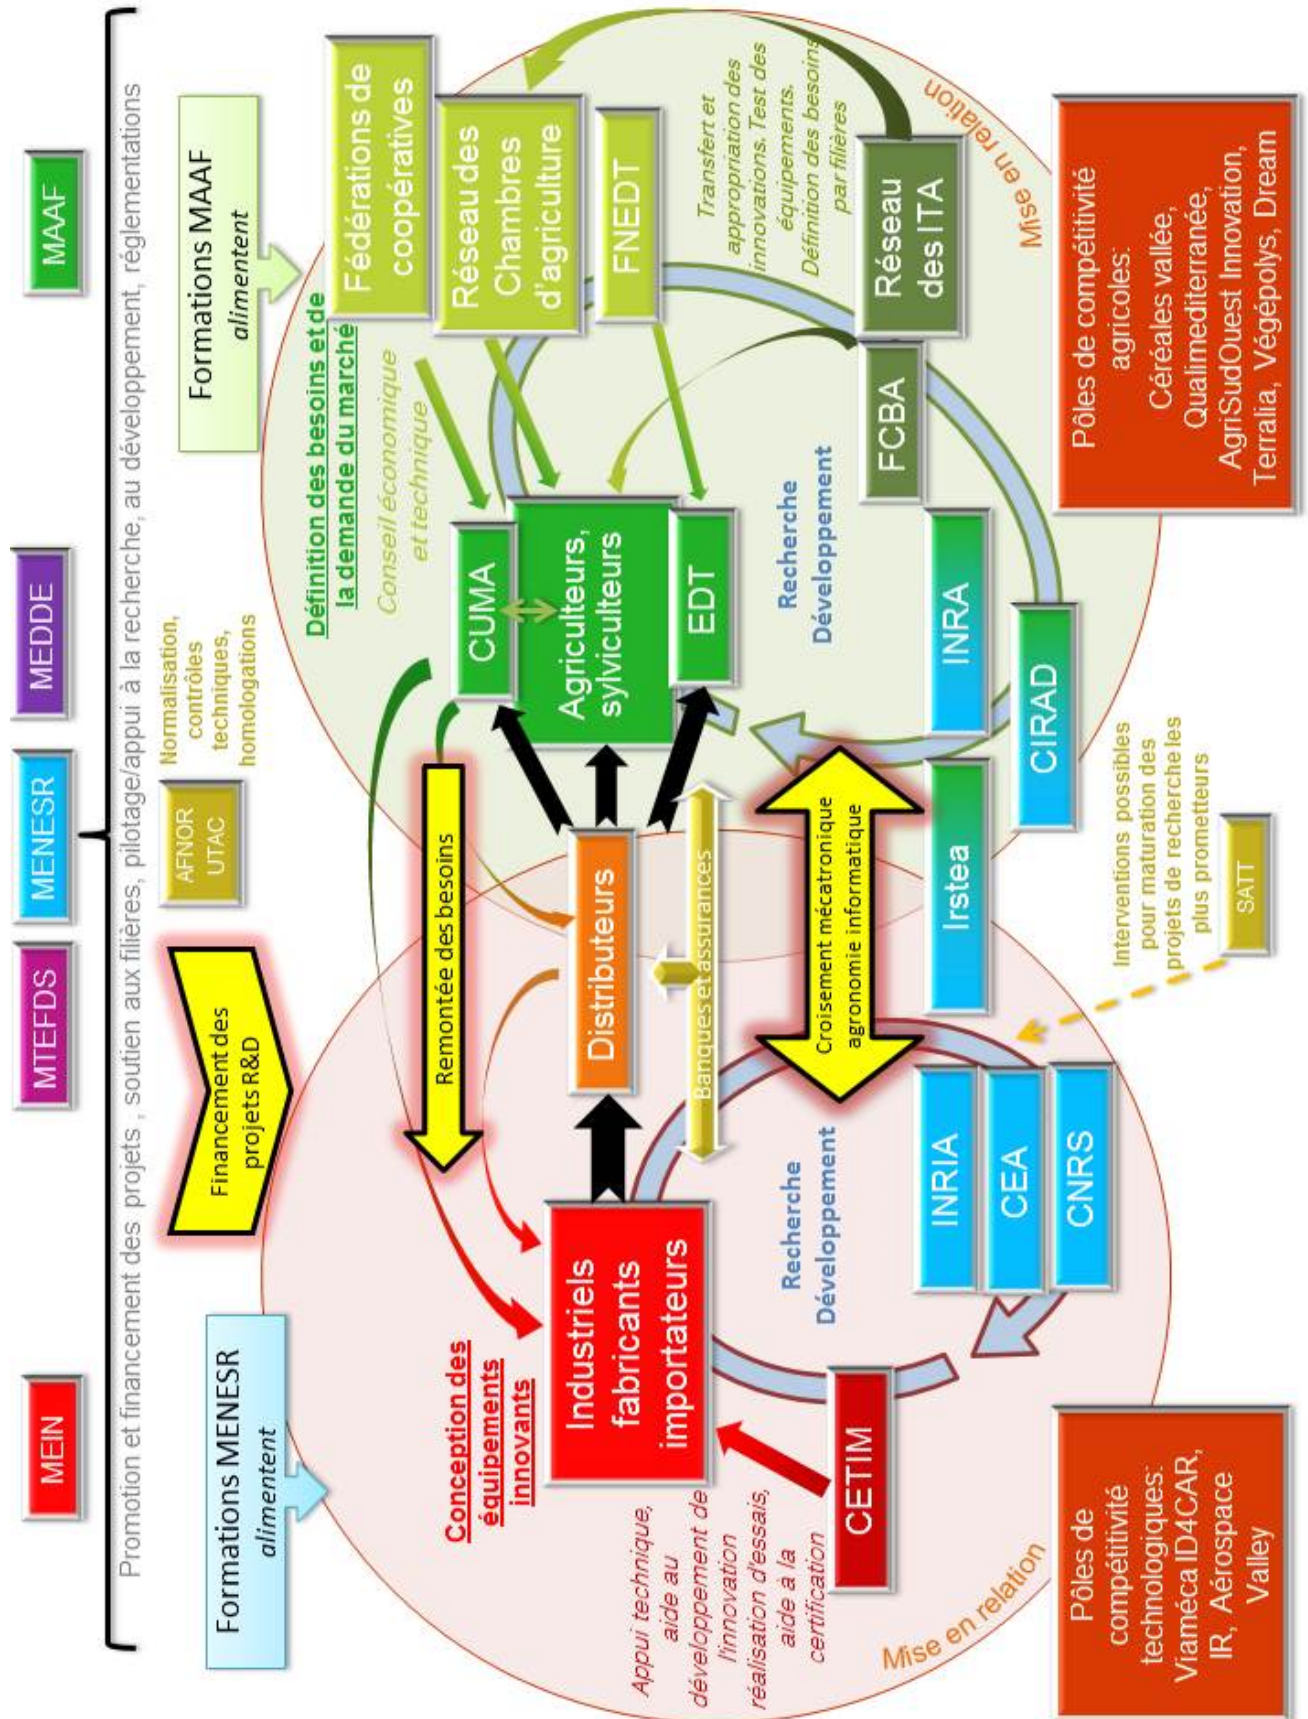 MEIN
MTEFDS
MENESR
MEDDE
MAAF
Promotion et financement des projets , soutien aux filières, pilotage/appui à la recherche, au développement, réglementations
Formations MENESR
alimentent
Financement des
projets R&D
AFNOR
UTAC
Normalisation,
contrôles
techniques,
homologations
Formations MAAF
alimentent
Définition des besoins et de
la demande du marché
Conseil économique
et technique
Fédérations de
coopératives
Réseau des
Chambres
d'agriculture
FNEDT
Conception des
équipements
innovants
Remontée des besoins
CUMA
Agriculteurs,
sylviculteurs
EDT
Industriels
fabricants
importateurs
Distributeurs
Banques et assurances
Transfert et
appropriation des
innovations. Test des
équipements.
Définition des besoins
par filières
Appui technique,
aide au
développement de
l'innovation
réalisation d'essais,
aide à la
certification
CETIM
Recherche
Développement
Croisement mécatronique
agronomie informatique
Recherche
Développement
FCBA
Réseau
des ITA
INRIA
CEA
CNRS
Irstea
INRA
CIRAD
Mise en relation
Mise en relation
Pôles de
compétitivité
technologiques:
Viaméca ID4CAR,
IR, Aérospace
Valley
Interventions possibles
pour maturation des
projets de recherche les
plus prometteurs
SATT
Pôles de compétitivité
agricoles:
Céréales vallée,
Qualimediterranée,
AgriSudOuest Innovation,
Terralia, Végépolys, Dream